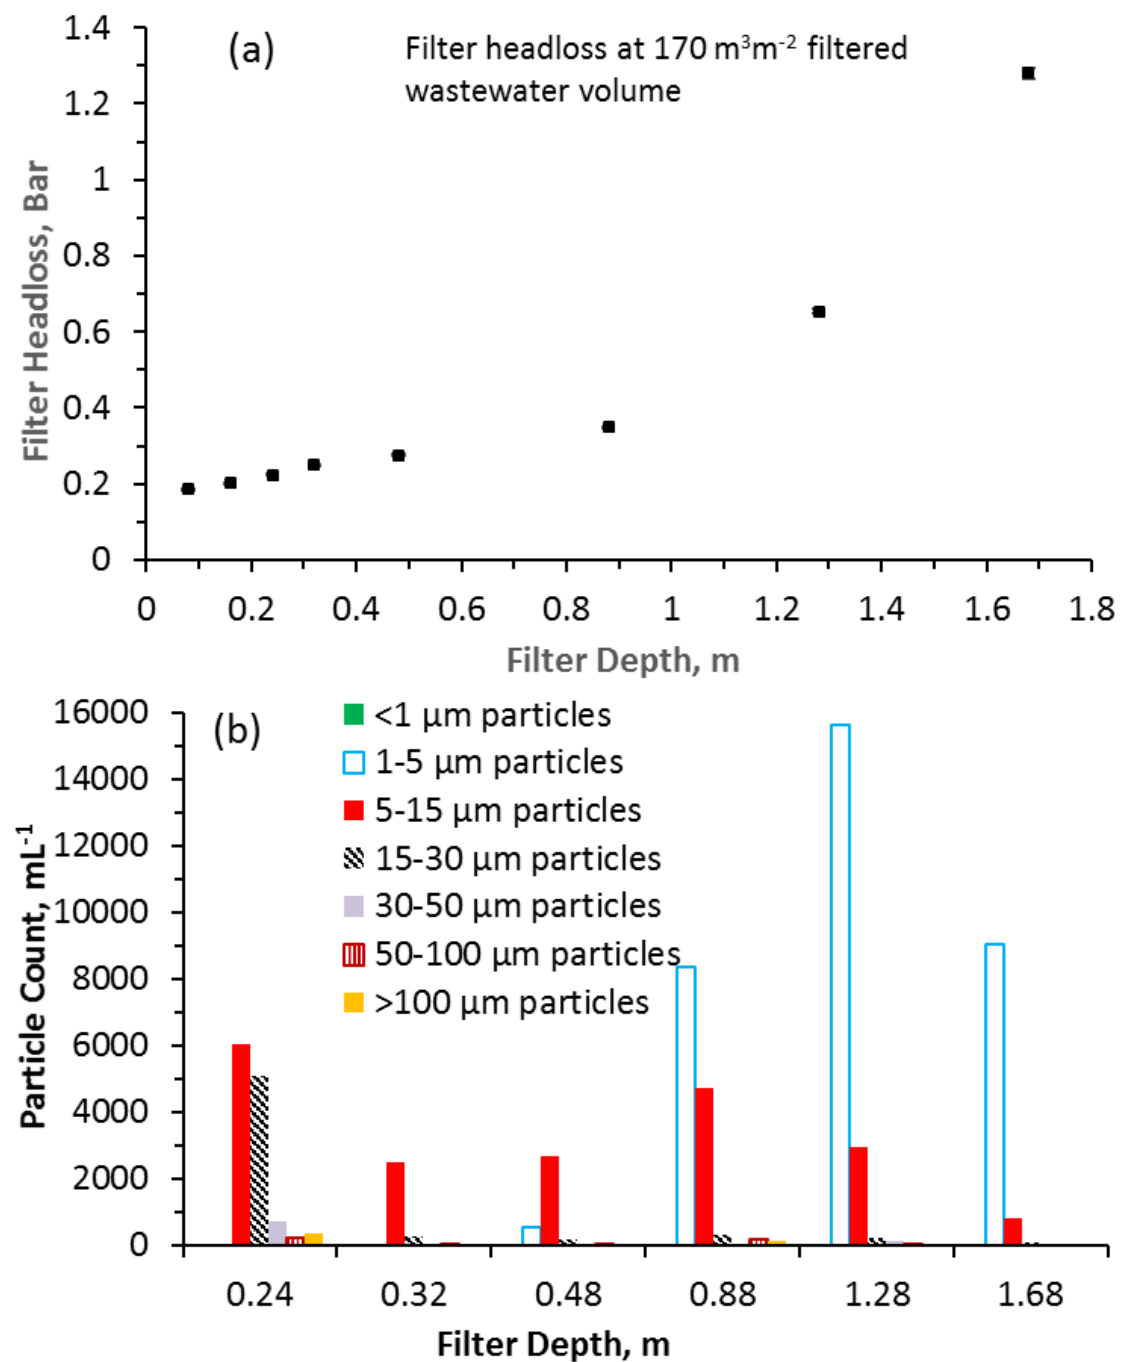 (a)
Filter headloss at 170 m³m⁻² filtered
wastewater volume
Filter Headloss, Bar
1.4
1.2
1
0.8
0.6
0.4
0.2
0
0 0.2 0.4 0.6 0.8 1 1.2 1.4 1.6 1.8
Filter Depth, m
(b)
<1 µm particles
1-5 µm particles
5-15 µm particles
15-30 µm particles
30-50 µm particles
50-100 µm particles
>100 µm particles
Particle Count, mL⁻¹
16000
14000
12000
10000
8000
6000
4000
2000
0
0.24 0.32 0.48 0.88 1.28 1.68
Filter Depth, m